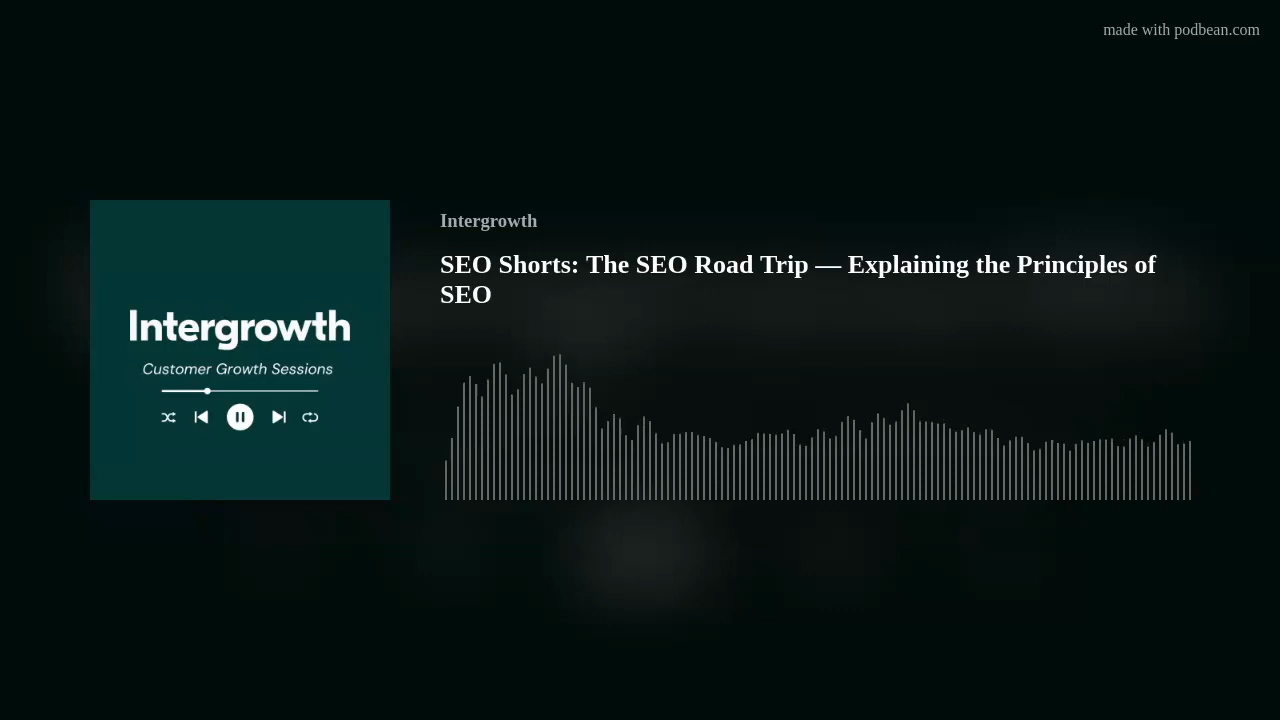 made with podbean.com
Intergrowth
SEO Shorts: The SEO Road Trip — Explaining the Principles of
SEO
Intergrowth
Customer Growth Sessions